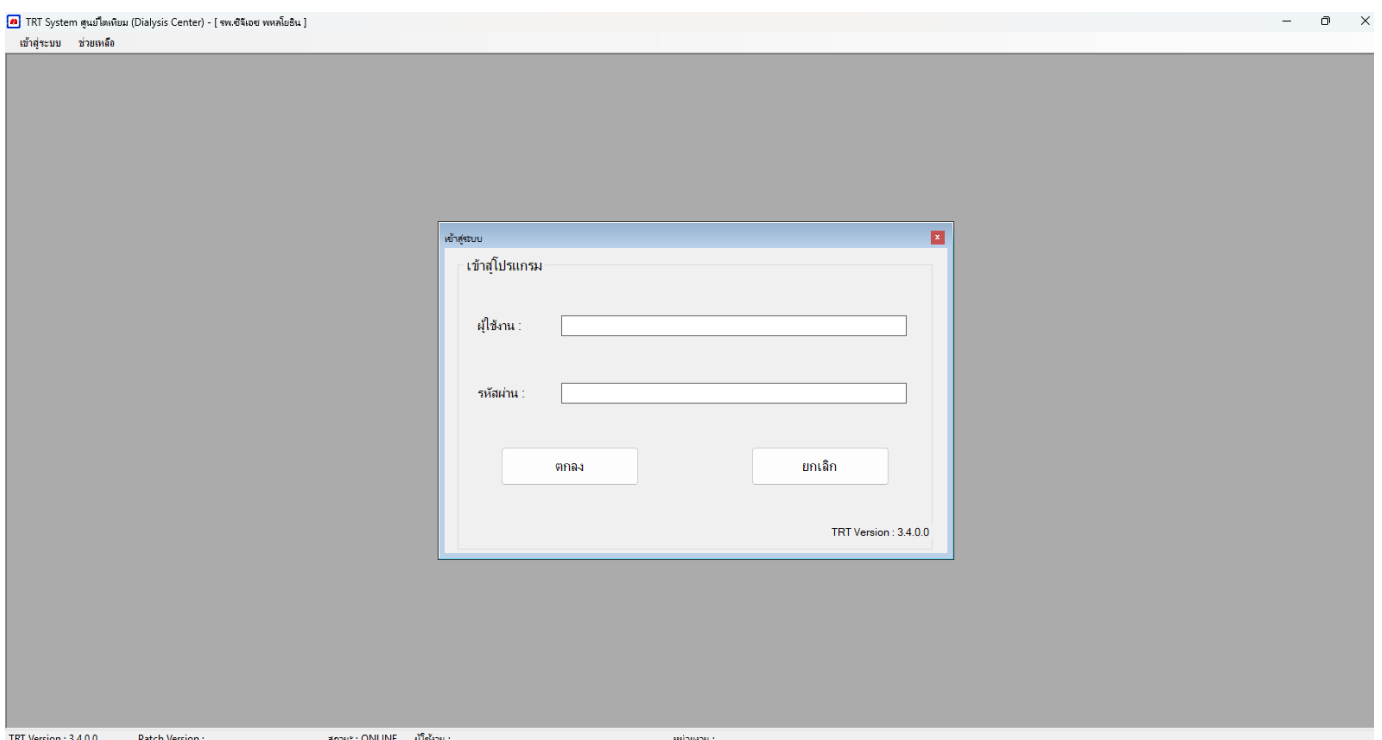 TRT System ศูนย์ไตเทียม (Dialysis Center) - [ รพ.ซีจีเอช พหลโยธิน ]
เข้าสู่ระบบ ช่วยเหลือ
เข้าสู่ระบบ
เข้าสู่โปรแกรม
ผู้ใช้งาน :
รหัสผ่าน :
ตกลง ยกเลิก
TRT Version : 3.4.0.0
TRT Version : 3.4.0.0 Patch Version : สถานะ : ONLINE ผู้ใช้งาน : หน่วยงาน :